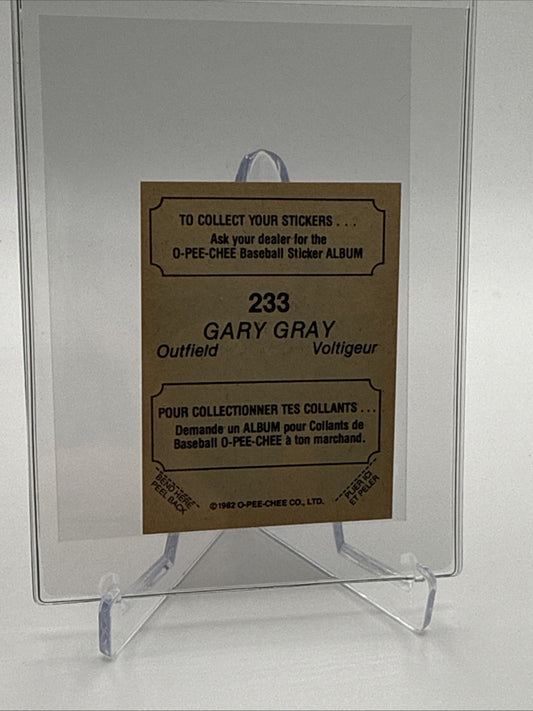 TO COLLECT YOUR STICKERS . . .
Ask your dealer for the
O-PEE-CHEE Baseball Sticker ALBUM
233
GARY GRAY
Outfield Voltigeur
POUR COLLECTIONNER TES COLLANTS . . .
Demande un ALBUM pour Collants de
Baseball O-PEE-CHEE à ton marchand.
BEND HERE
PEEL BACK
©1982 O-PEE-CHEE CO., LTD.
PLIER ICI
ET PELER